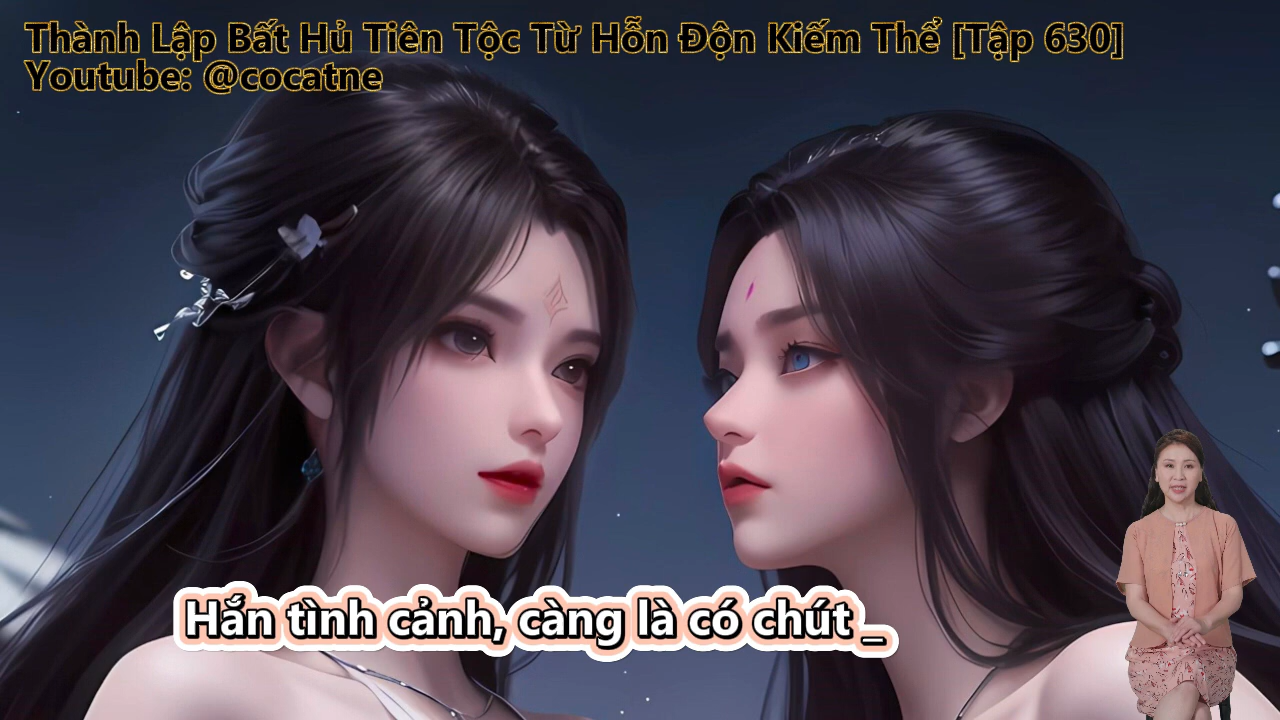 Thành Lập Bất Hủ Tiên Tộc Từ Hỗn Độn Kiếm Thể [Tập 630]
Youtube: @cocatne
Hắn tình cảnh, càng là có chút _